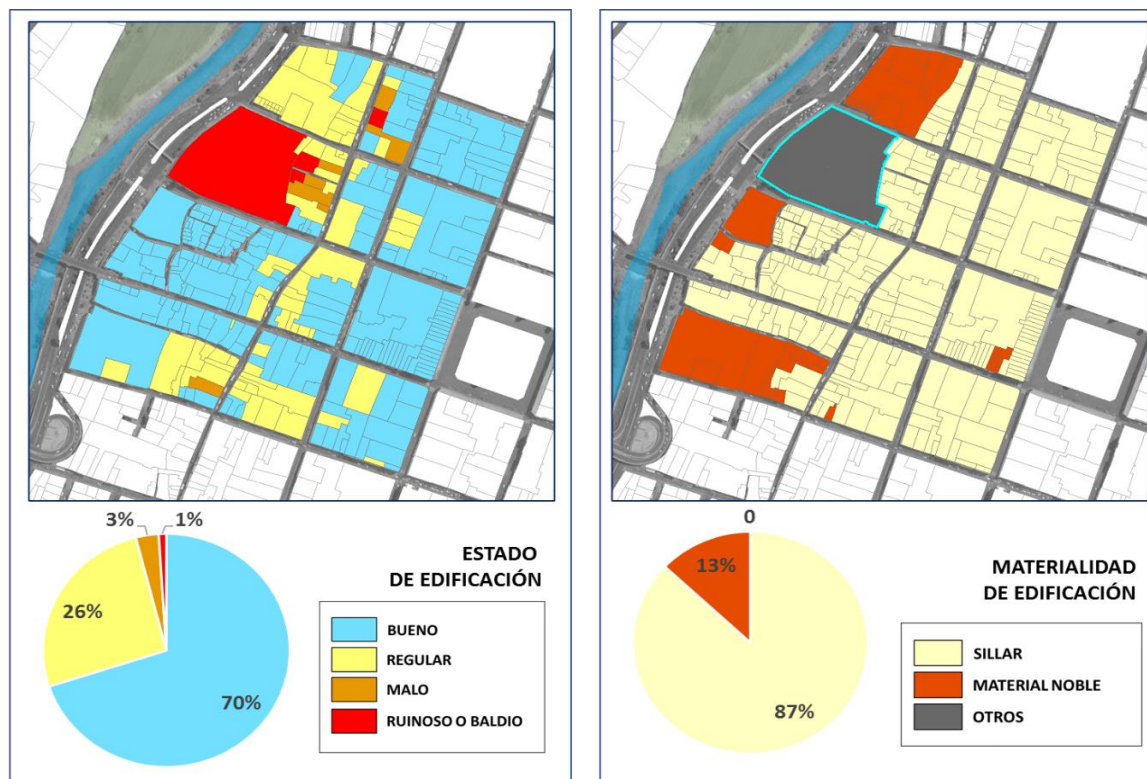 3%
1%
26%
70%
ESTADO
DE EDIFICACIÓN
BUENO
REGULAR
MALO
RUINOSO O BALDIO
0
13%
87%
MATERIALIDAD
DE EDIFICACIÓN
SILLAR
MATERIAL NOBLE
OTROS